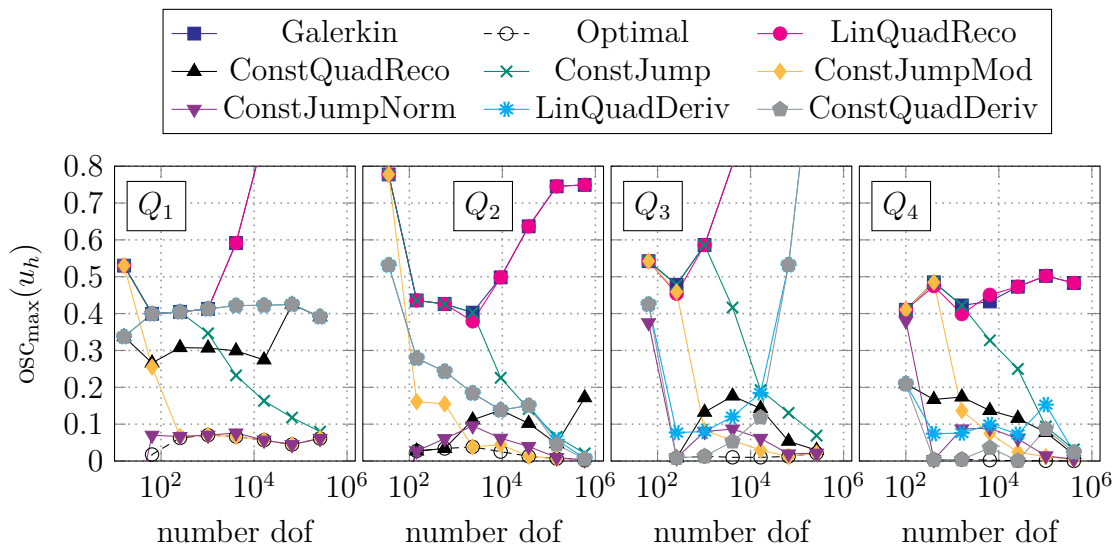 Galerkin Optimal LinQuadReco
ConstQuadReco ConstJump ConstJumpMod
ConstJumpNorm LinQuadDeriv ConstQuadDeriv
osc_max(u_h)
0.8
0.7
0.6
0.5
0.4
0.3
0.2
0.1
0
Q_1 Q_2 Q_3 Q_4
10^2 10^4 10^6 10^2 10^4 10^6 10^2 10^4 10^6 10^2 10^4 10^6
number dof number dof number dof number dof